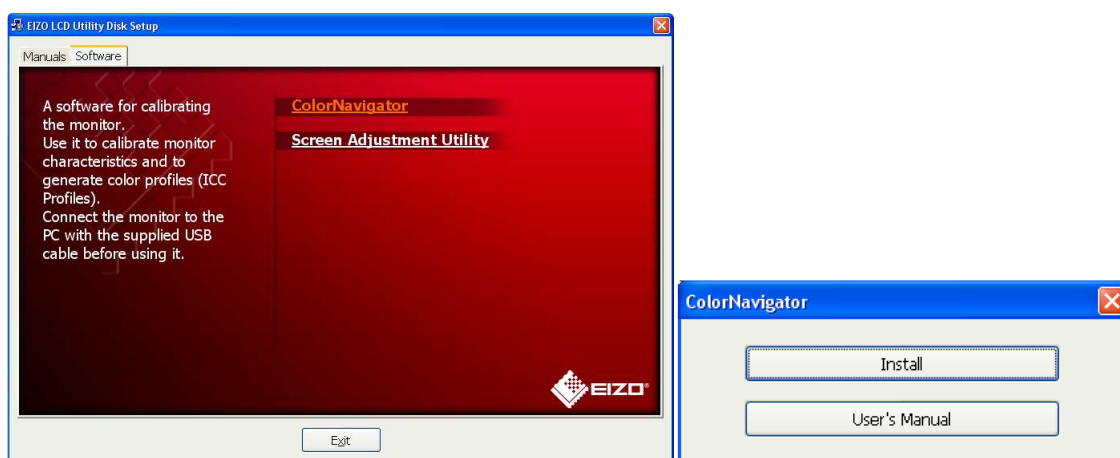 EIZO LCD Utility Disk Setup
Manuals Software
A software for calibrating
the monitor.
Use it to calibrate monitor
characteristics and to
generate color profiles (ICC
Profiles).
Connect the monitor to the
PC with the supplied USB
cable before using it.
ColorNavigator
Screen Adjustment Utility
EIZO®
Exit
ColorNavigator
Install
User's Manual